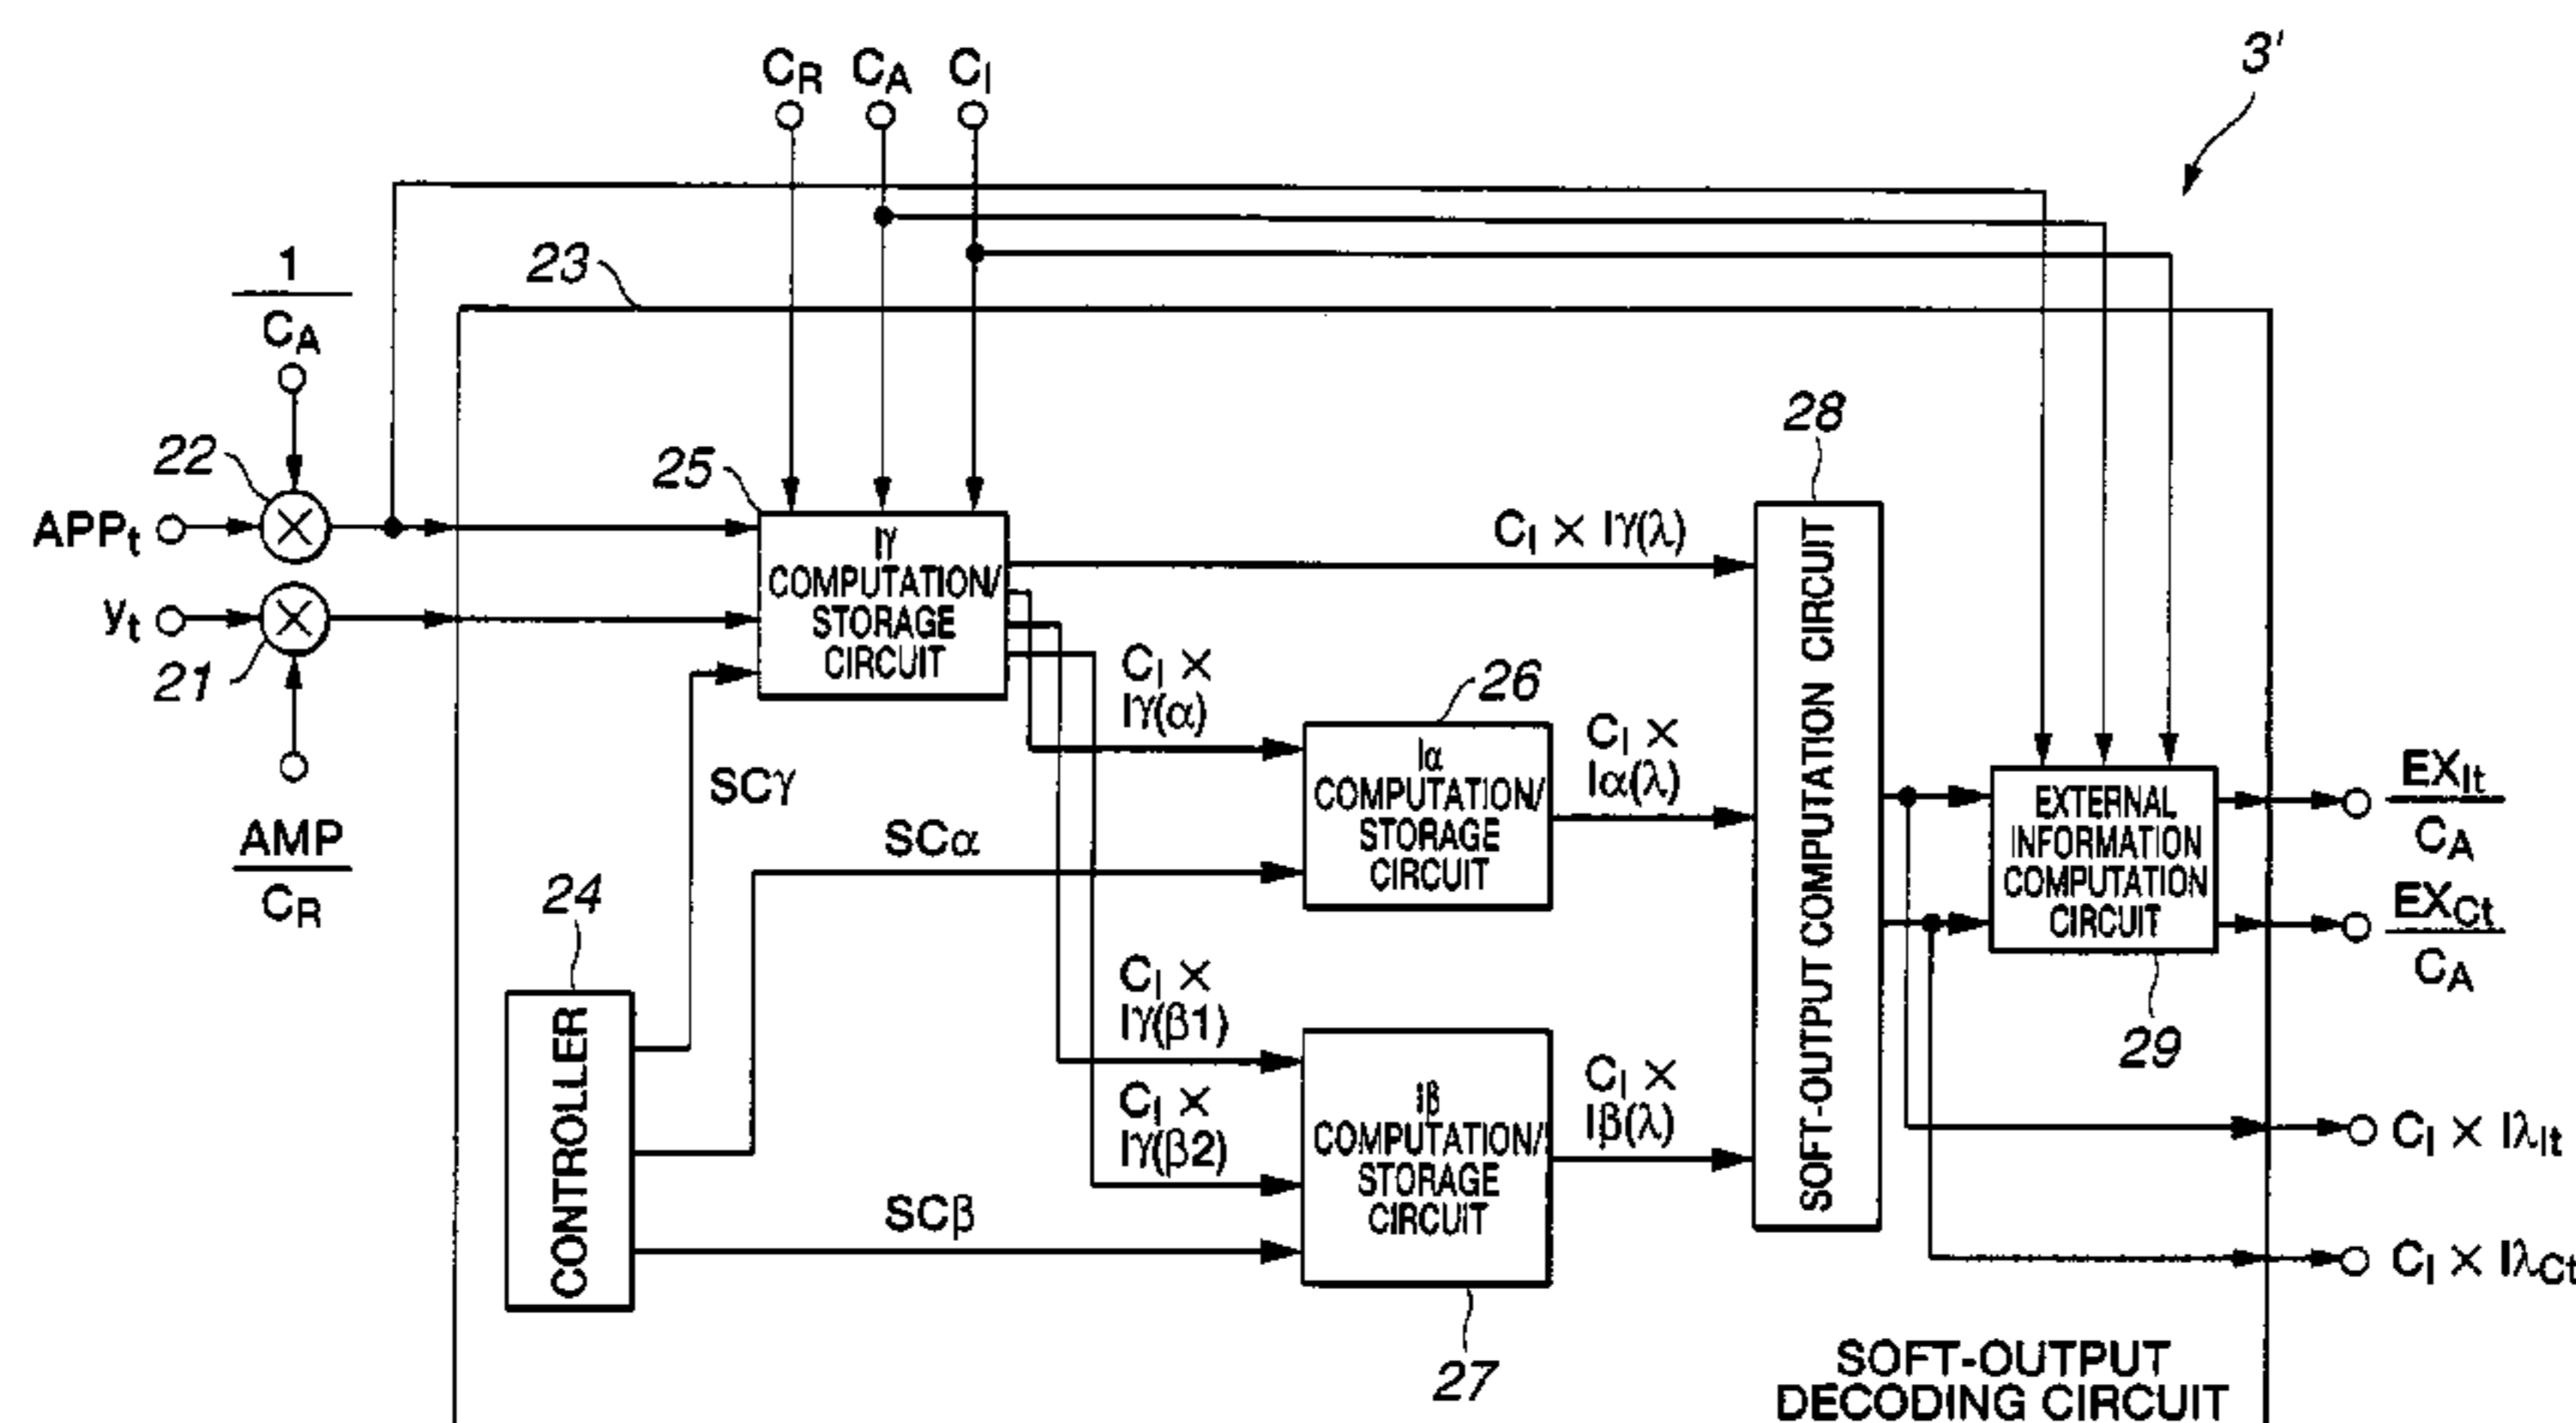 3'
CR CA CI
1
CA
23
22
APPt
yt
21
AMP
CR
25
Iγ
COMPUTATION/
STORAGE
CIRCUIT
28
CI × Iγ(λ)
SOFT-OUTPUT COMPUTATION CIRCUIT
CI ×
Iγ(α)
26
Iα
COMPUTATION/
STORAGE
CIRCUIT
CI ×
Iα(λ)
SCγ
SCα
24
CONTROLLER
SCβ
CI ×
Iγ(β1)
CI ×
Iγ(β2)
Iβ
COMPUTATION/
STORAGE
CIRCUIT
27
CI ×
Iβ(λ)
EXTERNAL
INFORMATION
COMPUTATION
CIRCUIT
29
EXIt
CA
EXCt
CA
CI × IλIt
CI × IλCt
SOFT-OUTPUT
DECODING CIRCUIT